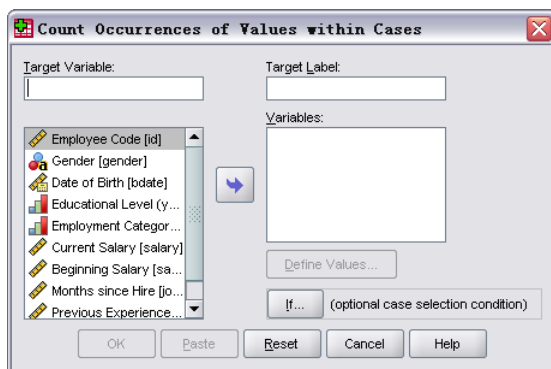 Count Occurrences of Values within Cases
Target Variable:
Target Label:
Employee Code [id]
Gender [gender]
Date of Birth [bdate]
Educational Level (y...
Employment Categor...
Current Salary [salary]
Beginning Salary [sa...
Months since Hire [jo...
Previous Experience...
Variables:
Define Values...
If... (optional case selection condition)
OK Paste Reset Cancel Help